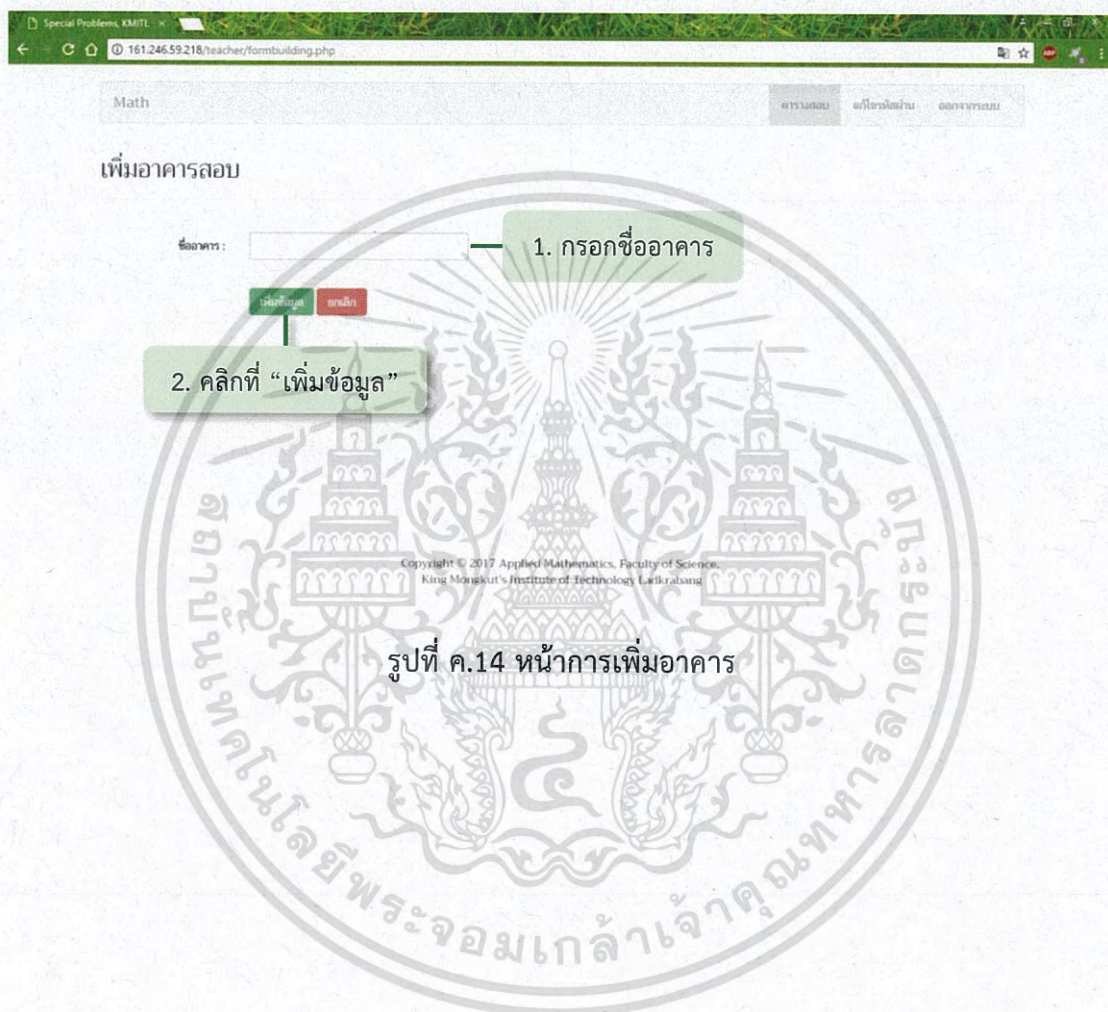 Special Problems, KMITL
161.246.59.218/teacher/formbuilding.php
Math ตารางสอบ แก้ไขรหัสผ่าน ออกจากระบบ
เพิ่มอาคารสอบ
ชื่ออาคาร :
1. กรอกชื่ออาคาร
เพิ่มข้อมูล ยกเลิก
2. คลิกที่ “เพิ่มข้อมูล”
Copyright © 2017 Applied Mathematics, Faculty of Science,
King Mongkut's Institute of Technology Ladkrabang
รูปที่ ค.14 หน้าการเพิ่มอาคาร
สถาบันเทคโนโลยีพระจอมเกล้าเจ้าคุณทหารลาดกระบัง